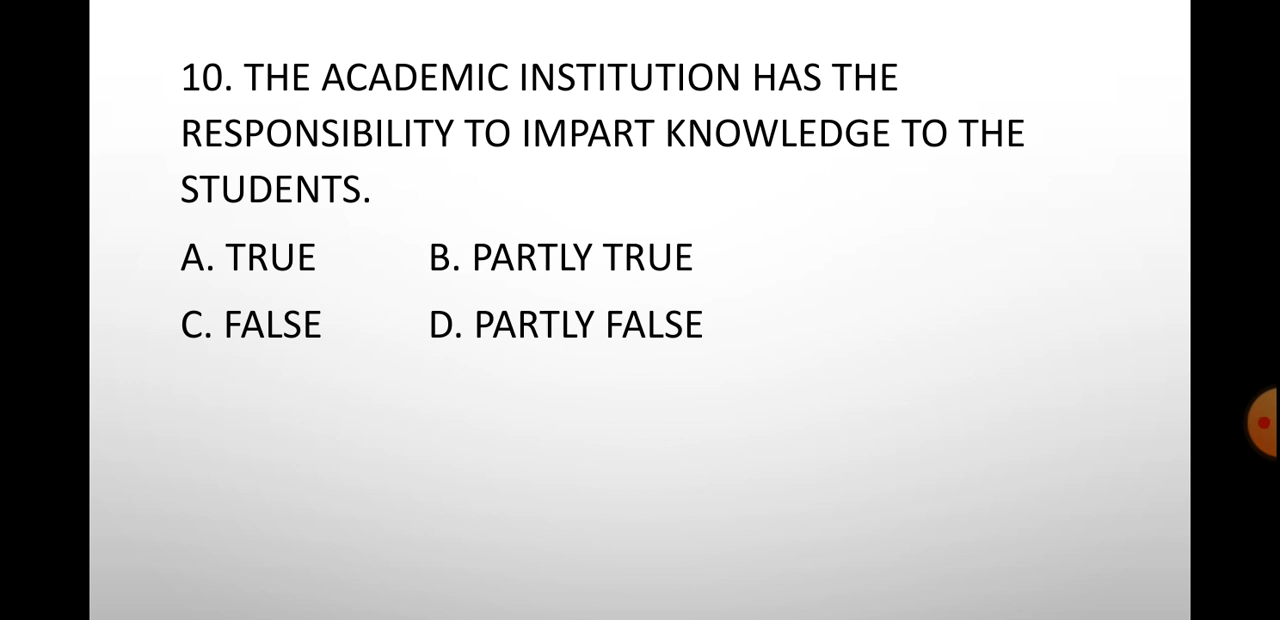 10. THE ACADEMIC INSTITUTION HAS THE
RESPONSIBILITY TO IMPART KNOWLEDGE TO THE
STUDENTS.
A. TRUE B. PARTLY TRUE
C. FALSE D. PARTLY FALSE